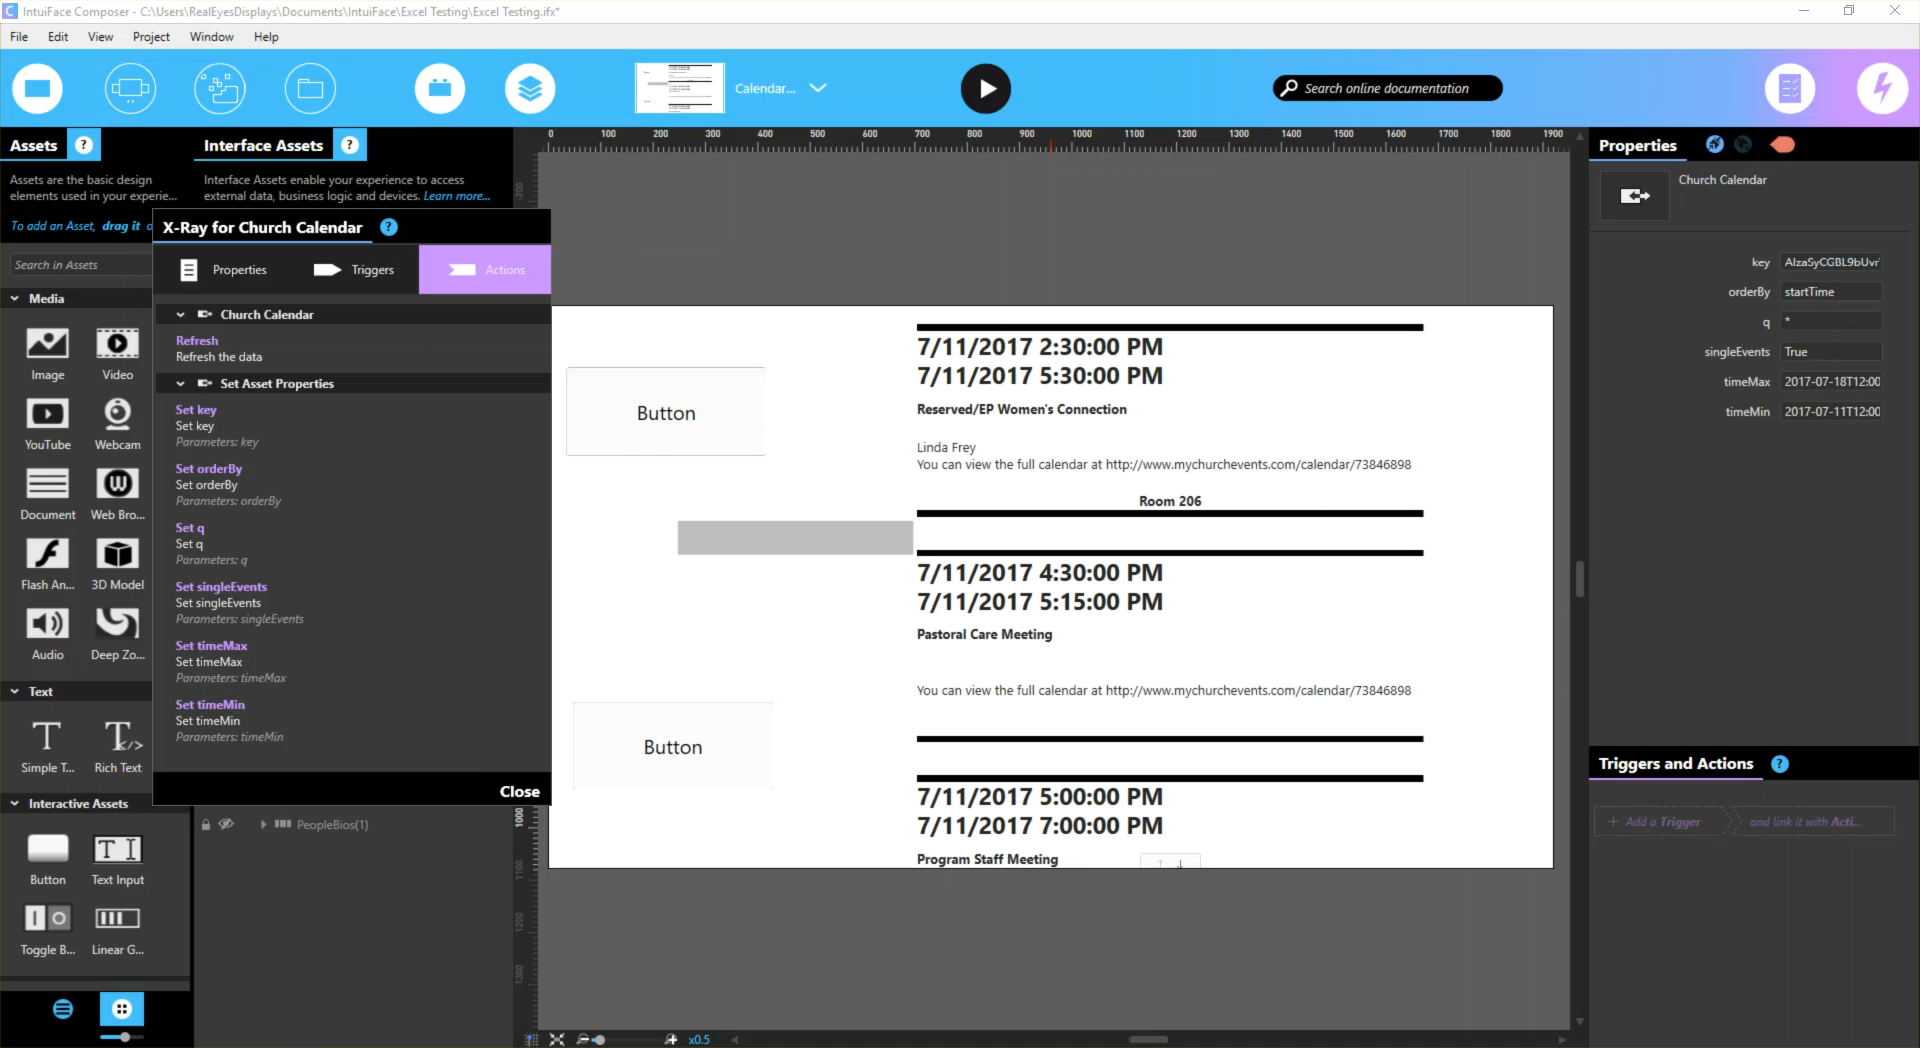 IntuiFace Composer - C:\Users\RealEyesDisplays\Documents\IntuiFace\Excel Testing\Excel Testing.ifx*
File Edit View Project Window Help
Calendar...
Search online documentation
Assets ?
Interface Assets ?
Assets are the basic design
elements used in your experie...
Interface Assets enable your experience to access
external data, business logic and devices. Learn more...
To add an Asset, drag it
Search in Assets
Media
Image Video
YouTube Webcam
Document Web Bro...
Flash An... 3D Model
Audio Deep Zo...
Text
Simple T... Rich Text
Interactive Assets
Button Text Input
Toggle B... Linear G...
X-Ray for Church Calendar ?
Properties Triggers Actions
Church Calendar
Refresh
Refresh the data
Set Asset Properties
Set key
Set key
Parameters: key
Set orderBy
Set orderBy
Parameters: orderBy
Set q
Set q
Parameters: q
Set singleEvents
Set singleEvents
Parameters: singleEvents
Set timeMax
Set timeMax
Parameters: timeMax
Set timeMin
Set timeMin
Parameters: timeMin
Close
PeopleBios(1)
0 100 200 300 400 500 600 700 800 900 1000 1100 1200 1300 1400 1500 1600 1700 1800 1900
-200
1000
1100
1200
1300
Button
Button
7/11/2017 2:30:00 PM
7/11/2017 5:30:00 PM
Reserved/EP Women's Connection
Linda Frey
You can view the full calendar at http://www.mychurchevents.com/calendar/73846898
Room 206
7/11/2017 4:30:00 PM
7/11/2017 5:15:00 PM
Pastoral Care Meeting
You can view the full calendar at http://www.mychurchevents.com/calendar/73846898
7/11/2017 5:00:00 PM
7/11/2017 7:00:00 PM
Program Staff Meeting
x0.5
Properties
Church Calendar
key AIzaSyCGBL9bUvr
orderBy startTime
q *
singleEvents True
timeMax 2017-07-18T12:00
timeMin 2017-07-11T12:00
Triggers and Actions ?
+ Add a Trigger and link it with Acti...